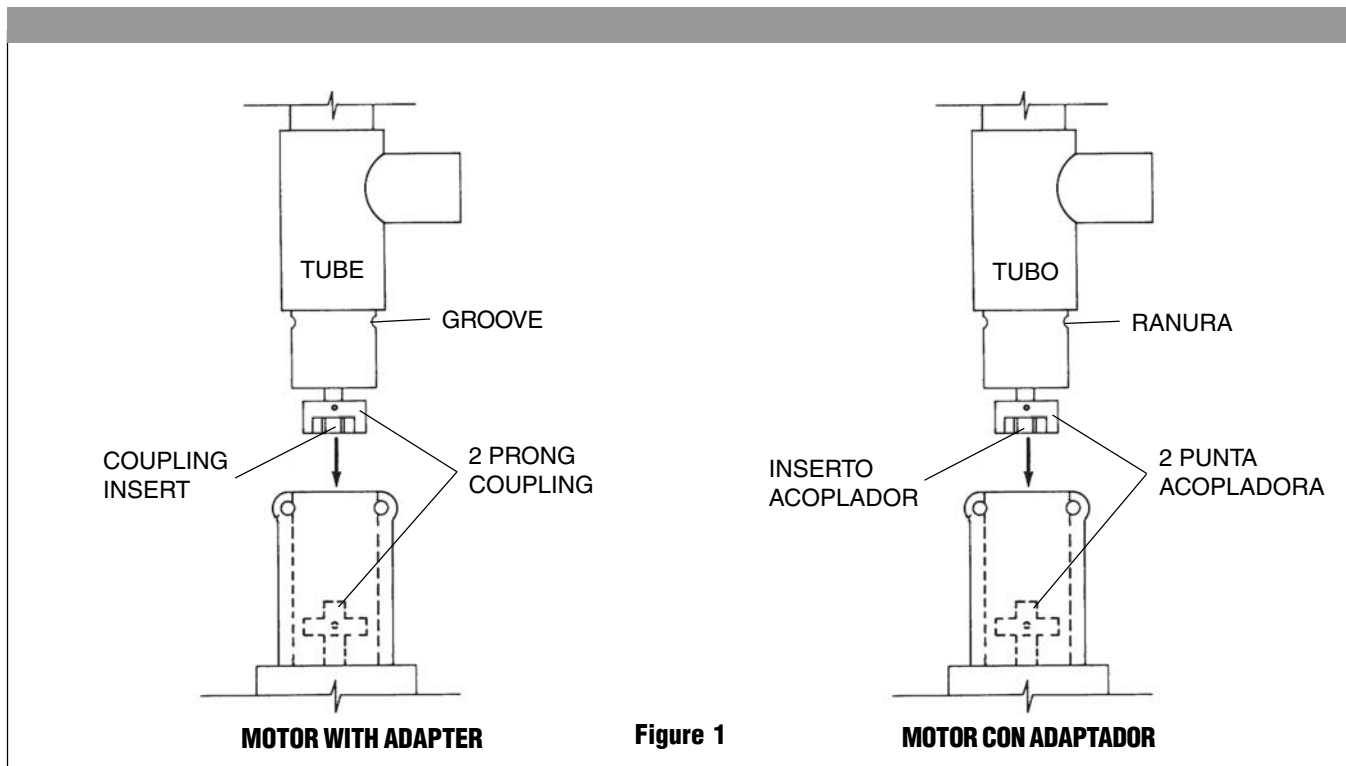 TUBE
GROOVE
COUPLING
INSERT
2 PRONG
COUPLING
MOTOR WITH ADAPTER
Figure 1
TUBO
RANURA
INSERTO
ACOPLADOR
2 PUNTA
ACOPLADORA
MOTOR CON ADAPTADOR